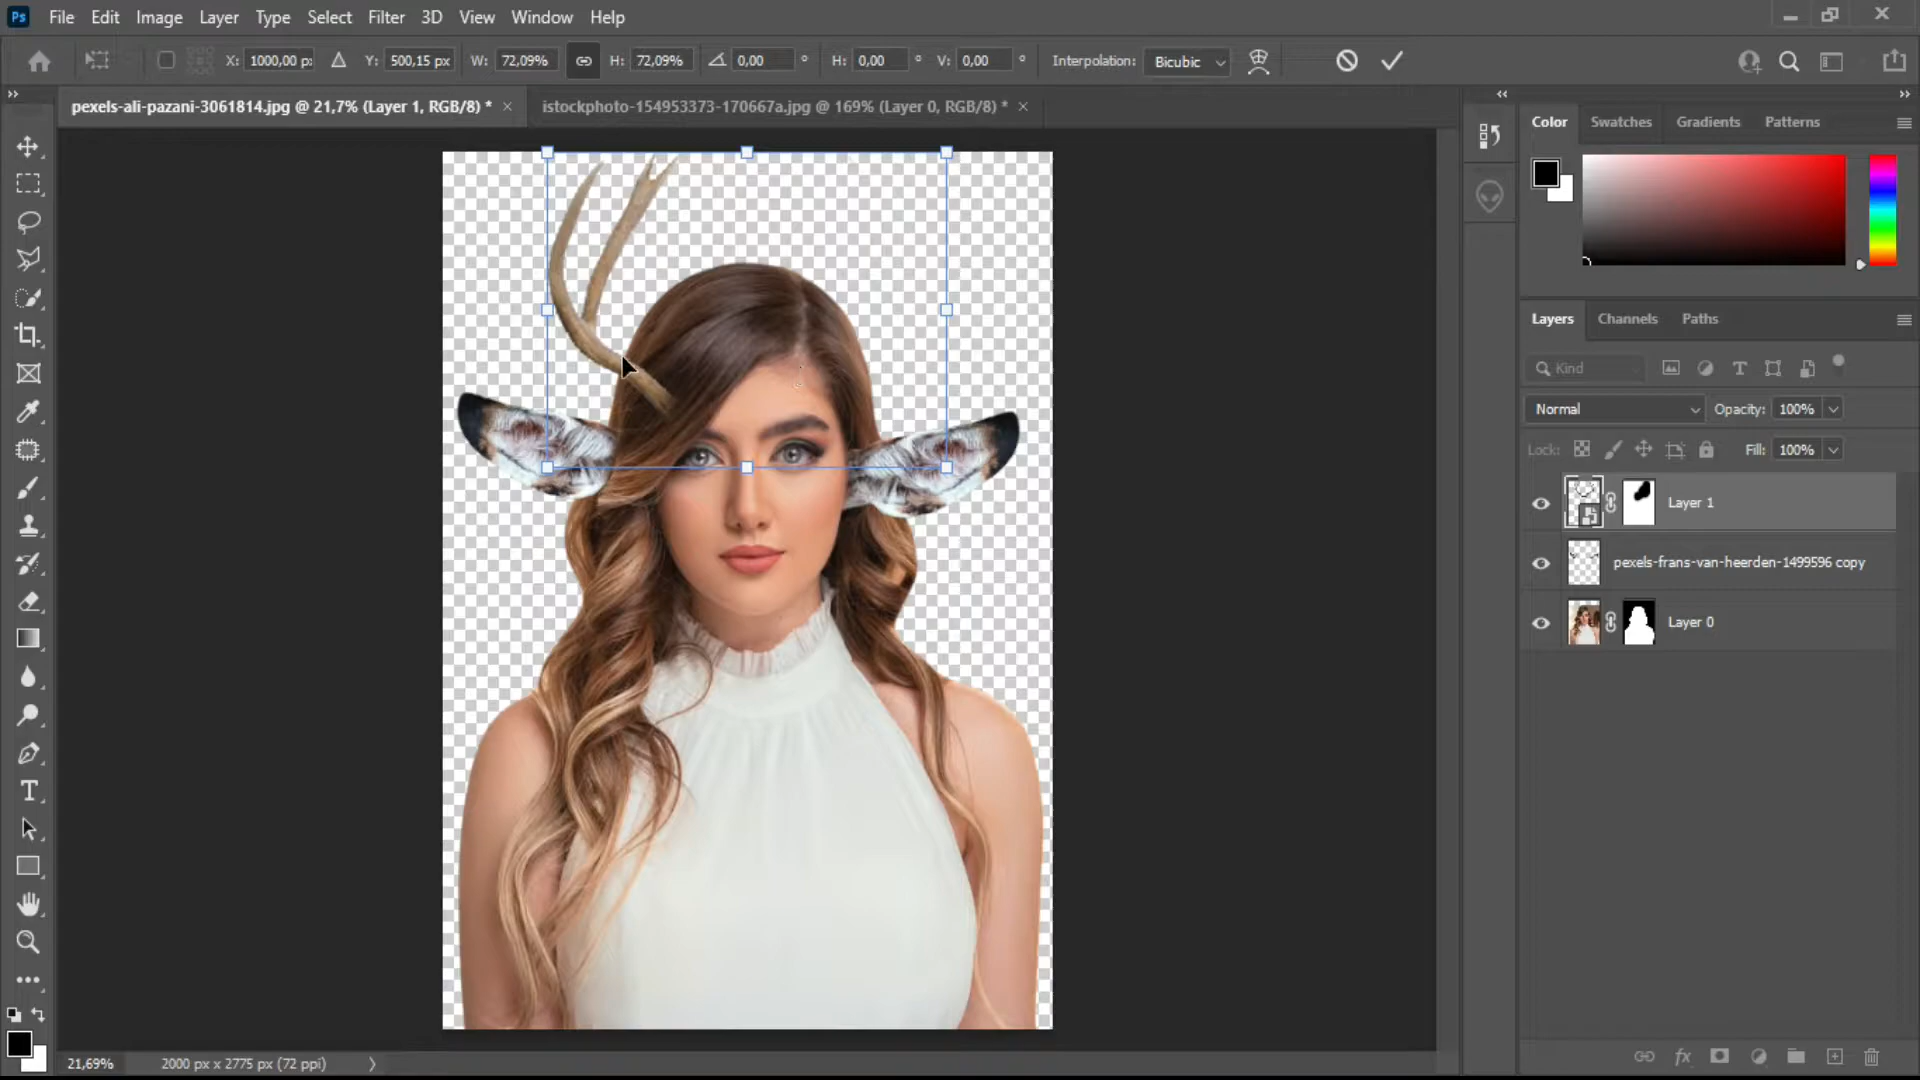 Ps File Edit Image Layer Type Select Filter 3D View Window Help
X: 1000,00 px Y: 500,15 px W: 72,09% H: 72,09% 0,00 ° H: 0,00 ° V: 0,00 ° Interpolation: Bicubic
pexels-ali-pazani-3061814.jpg @ 21,7% (Layer 1, RGB/8) * × istockphoto-154953373-170667a.jpg @ 169% (Layer 0, RGB/8) * ×
Color Swatches Gradients Patterns
Layers Channels Paths
Kind
Normal Opacity: 100%
Lock: Fill: 100%
Layer 1
pexels-frans-van-heerden-1499596 copy
Layer 0
21,69% 2000 px x 2775 px (72 ppi)